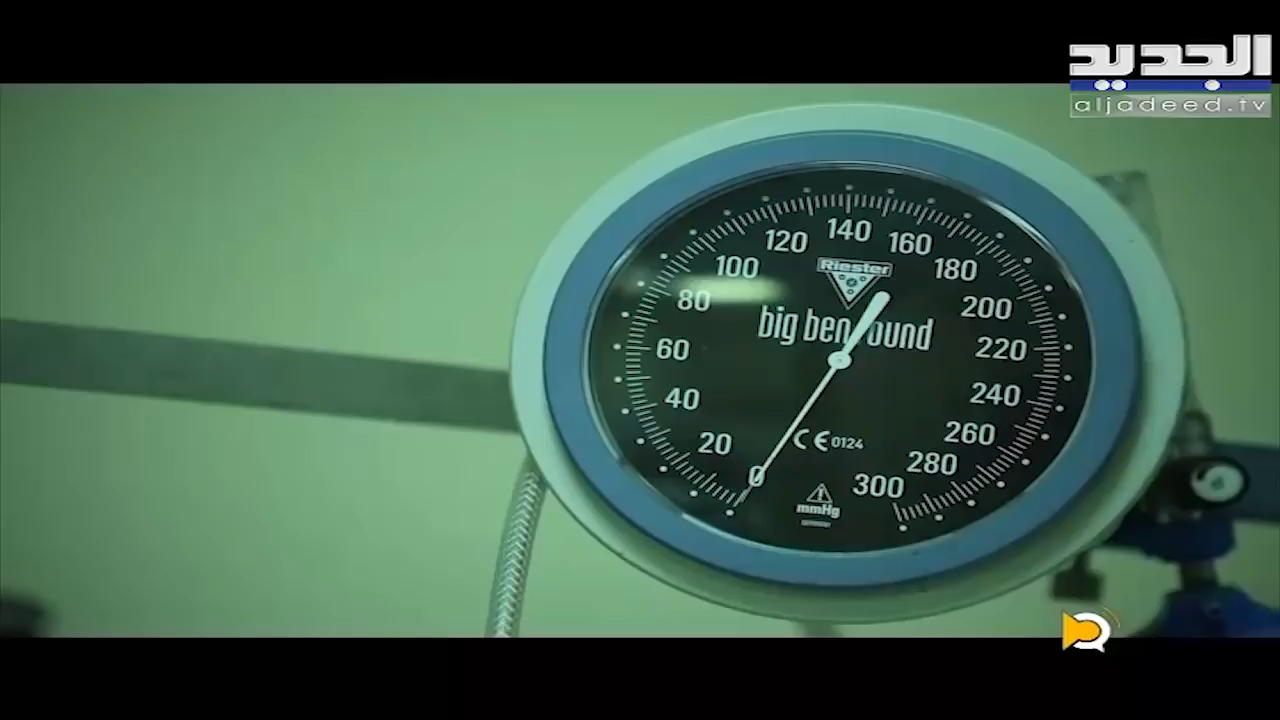 الجديد
aljadeed.tv
140
120
160
100
180
Riester
80
200
big ben round
60
220
40
240
20
260
CE 0124
280
0
300
mmHg